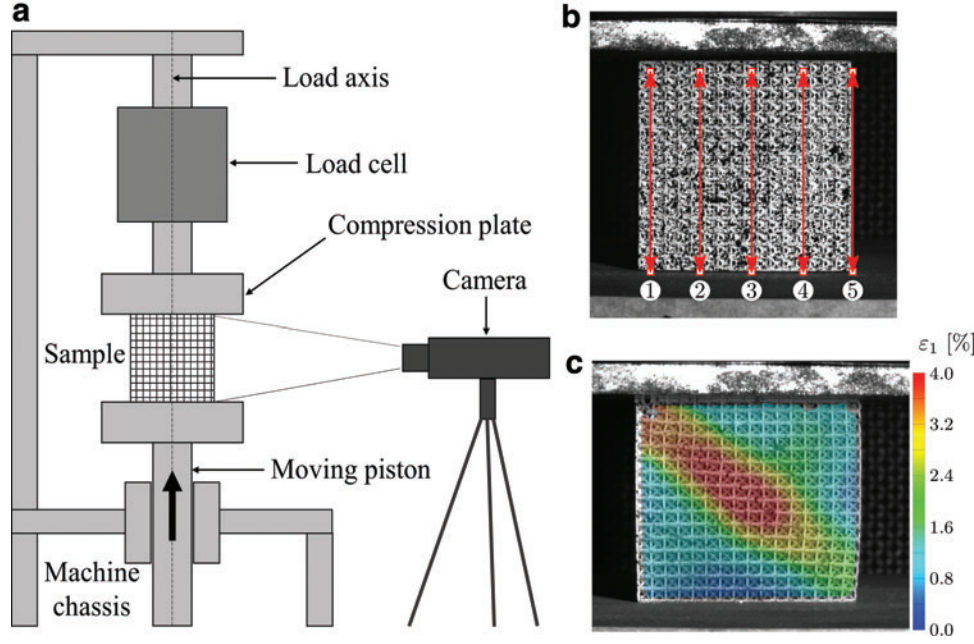 a
Load axis
Load cell
Compression plate
Camera
Sample
Moving piston
Machine
chassis
b
1 2 3 4 5
c
ε₁ [%]
4.0
3.2
2.4
1.6
0.8
0.0